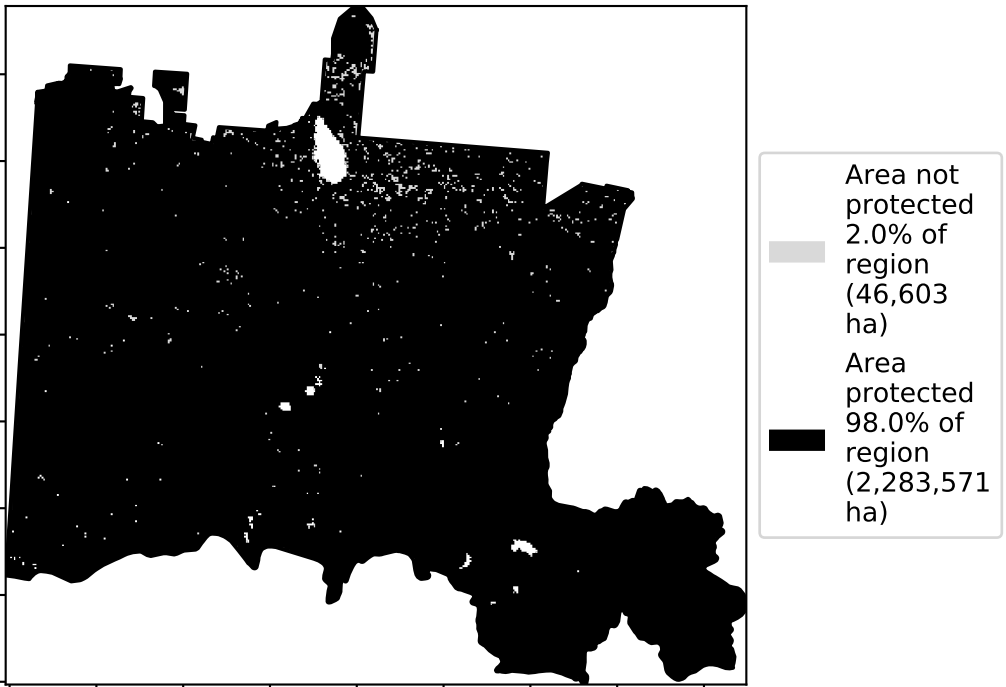 Area not
protected
2.0% of
region
(46,603
ha)
Area
protected
98.0% of
region
(2,283,571
ha)